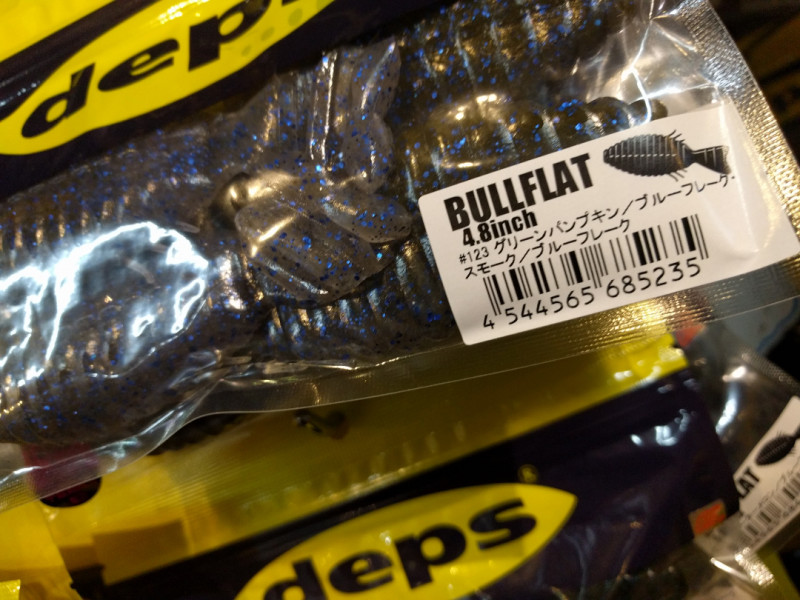 deps
BULLFLAT
4.8inch
#123 グリーンパンプキン／ブルーフレーク・
スモーク／ブルーフレーク
4 544565 685235
deps
LAT